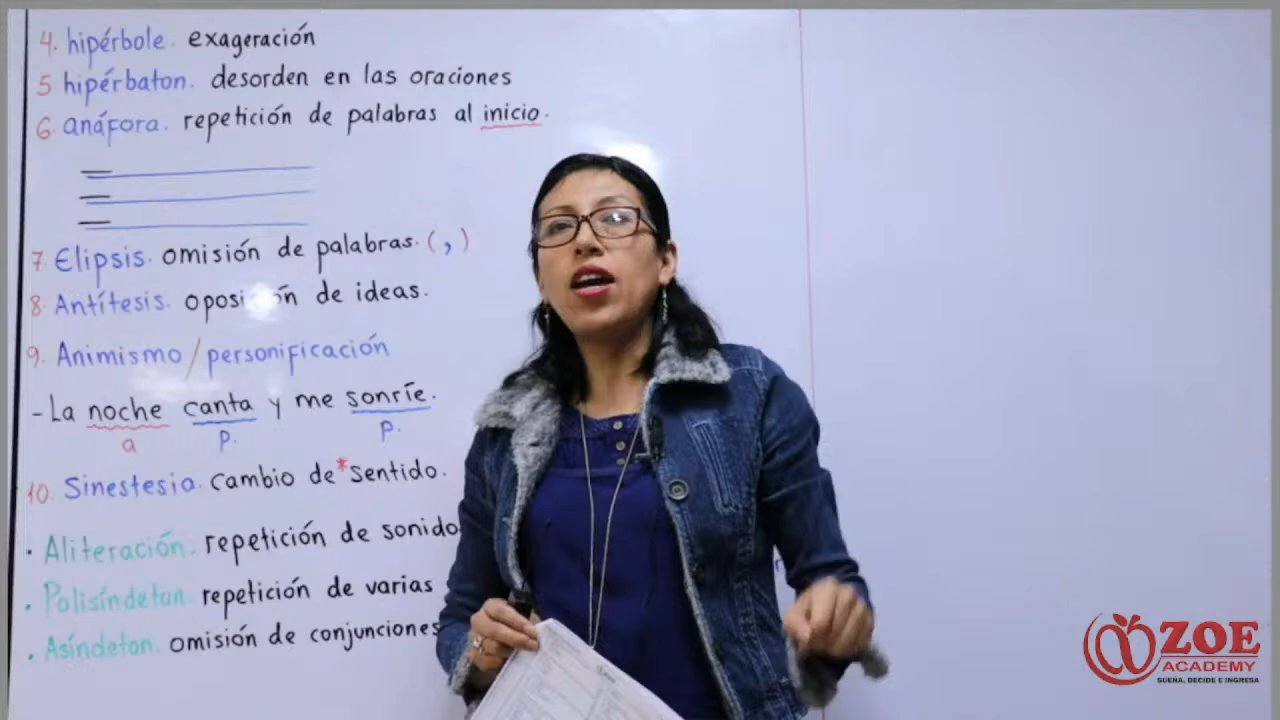 4. hipérbole. exageración
5 hipérbaton. desorden en las oraciones
6 anáfora. repetición de palabras al inicio.
7 Elipsis. omisión de palabras. ( , )
8. Antítesis. oposición de ideas.
9. Animismo / personificación
- La noche canta y me sonríe.
a p. p.
10. Sinestesia. cambio de *sentido.
· Aliteración. repetición de sonido
· Polisíndeton. repetición de varias
· Asíndeton. omisión de conjunciones
ZOE
ACADEMY
SUEÑA, DECIDE E INGRESA